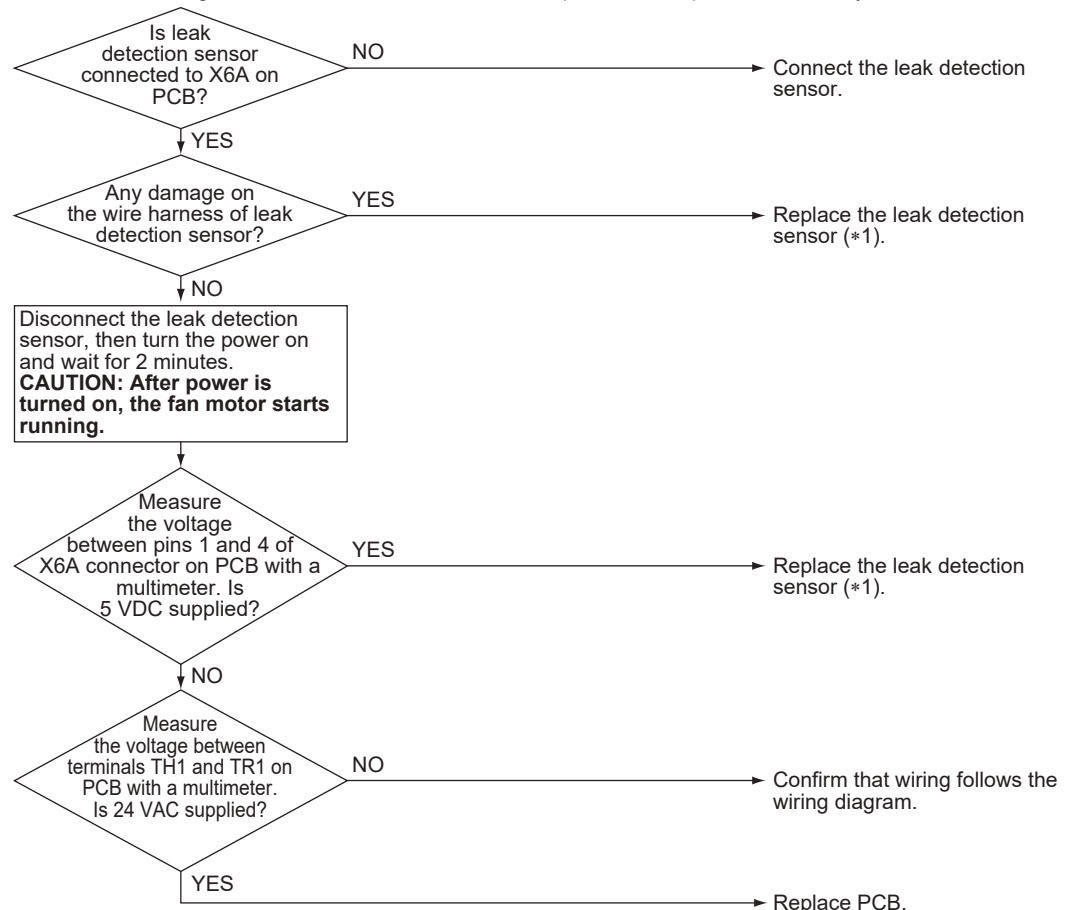 Is leak
detection sensor
connected to X6A on
PCB?
NO
Connect the leak detection
sensor.
YES
Any damage on
the wire harness of leak
detection sensor?
YES
Replace the leak detection
sensor (*1).
NO
Disconnect the leak detection
sensor, then turn the power on
and wait for 2 minutes.
CAUTION: After power is
turned on, the fan motor starts
running.
Measure
the voltage
between pins 1 and 4 of
X6A connector on PCB with a
multimeter. Is
5 VDC supplied?
YES
Replace the leak detection
sensor (*1).
NO
Measure
the voltage between
terminals TH1 and TR1 on
PCB with a multimeter.
Is 24 VAC supplied?
NO
Confirm that wiring follows the
wiring diagram.
YES
Replace PCB.